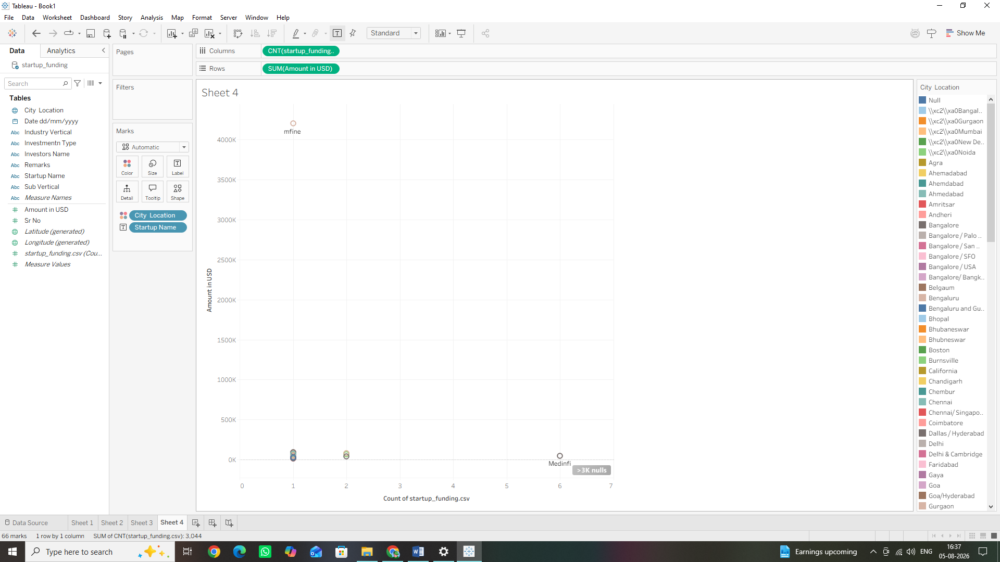 Tableau - Book1
File Data Worksheet Dashboard Story Analysis Map Format Server Window Help
Standard
Show Me
Data Analytics
startup_funding
Search
Tables
City Location
Date dd/mm/yyyy
Industry Vertical
Investmentn Type
Investors Name
Remarks
Startup Name
Sub Vertical
Measure Names
Amount in USD
Sr No
Latitude (generated)
Longitude (generated)
startup_funding.csv (Cou...
Measure Values
Abc
Abc
Abc
Abc
Abc
Abc
Abc
Pages
Filters
Marks
Automatic
Color Size Label
Detail Tooltip Shape
City Location
Startup Name
Columns CNT(startup_funding..
Rows SUM(Amount in USD)
Sheet 4
mfine
4000K
3500K
3000K
2500K
2000K
1500K
1000K
500K
0K
Amount in USD
Medinfi
>3K nulls
0 1 2 3 4 5 6 7
Count of startup_funding.csv
City Location
Null
\\xc2\\xa0Bangal..
\\xc2\\xa0Gurgaon
\\xc2\\xa0Mumbai
\\xc2\\xa0New De..
\\xc2\\xa0Noida
Agra
Ahemadabad
Ahemdabad
Ahmedabad
Amritsar
Andheri
Bangalore
Bangalore / Palo ..
Bangalore / San ..
Bangalore / SFO
Bangalore / USA
Bangalore/ Bangk..
Belgaum
Bengaluru
Bengaluru and Gu..
Bhopal
Bhubaneswar
Bhubneswar
Boston
Burnsville
California
Chandigarh
Chembur
Chennai
Chennai/ Singapo..
Coimbatore
Dallas / Hyderabad
Delhi
Delhi & Cambridge
Faridabad
Gaya
Goa
Goa/Hyderabad
Gurgaon
Data Source Sheet 1 Sheet 2 Sheet 3 Sheet 4
66 marks 1 row by 1 column SUM of CNT(startup_funding.csv): 3,044
Type here to search
Earnings upcoming
ENG
16:37
05-08-2026